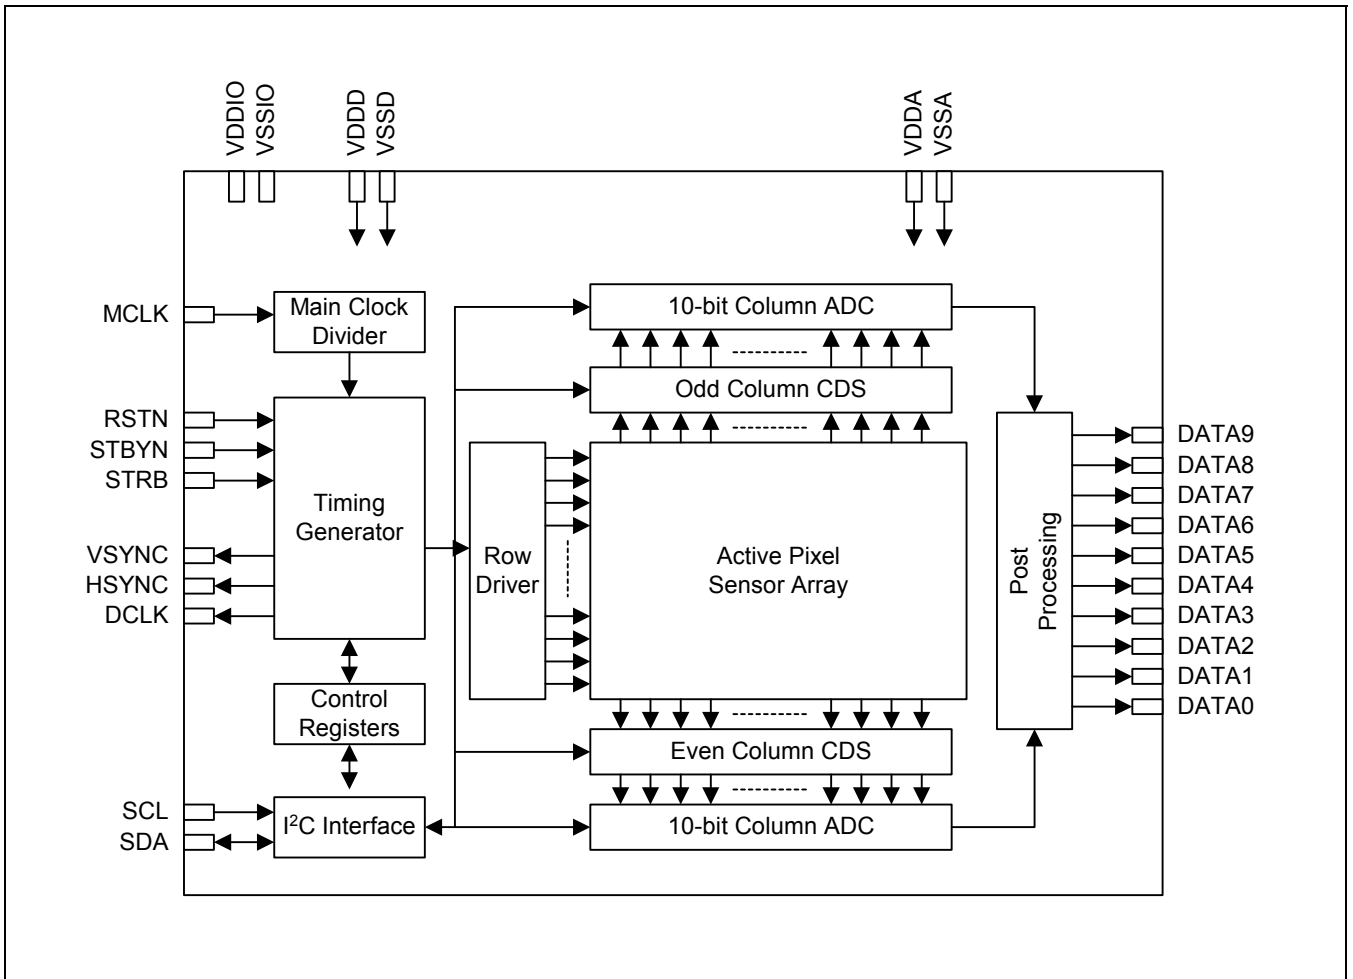 VDDIO
VSSIO
VDDD
VSSD
VDDA
VSSA
MCLK
Main Clock
Divider
10-bit Column ADC
Odd Column CDS
RSTN
STBYN
STRB
Timing
Generator
VSYNC
HSYNC
DCLK
Row
Driver
Active Pixel
Sensor Array
Post
Processing
DATA9
DATA8
DATA7
DATA6
DATA5
DATA4
DATA3
DATA2
DATA1
DATA0
Control
Registers
Even Column CDS
SCL
SDA
I²C Interface
10-bit Column ADC